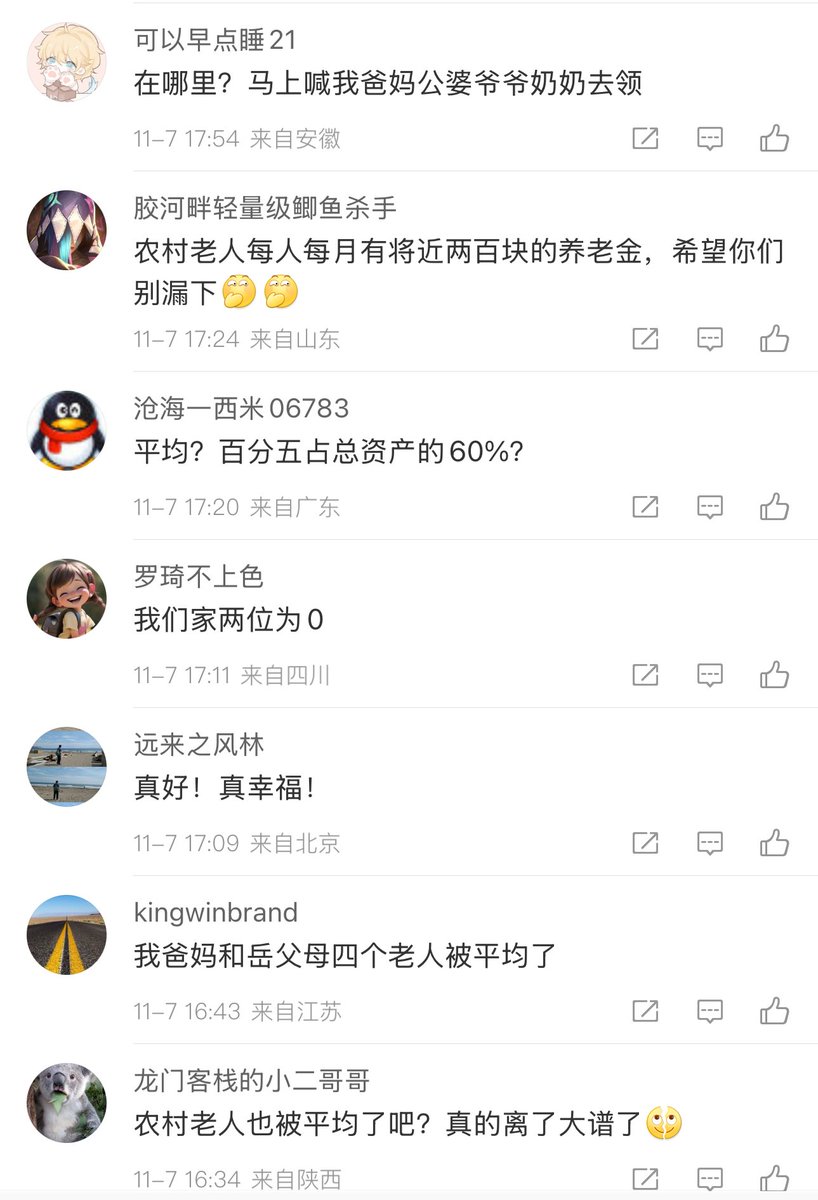 可以早点睡21
在哪里？马上喊我爸妈公婆爷爷奶奶去领
11-7 17:54 来自安徽
胶河畔轻量级鲫鱼杀手
农村老人每人每月有将近两百块的养老金，希望你们
别漏下🤭🤭
11-7 17:24 来自山东
沧海一西米06783
平均？百分五占总资产的60%?
11-7 17:20 来自广东
罗琦不上色
我们家两位为0
11-7 17:11 来自四川
远来之风林
真好！真幸福！
11-7 17:09 来自北京
kingwinbrand
我爸妈和岳父母四个老人被平均了
11-7 16:43 来自江苏
龙门客栈的小二哥哥
农村老人也被平均了吧？真的离了大谱了
11-7 16:34 来自陕西